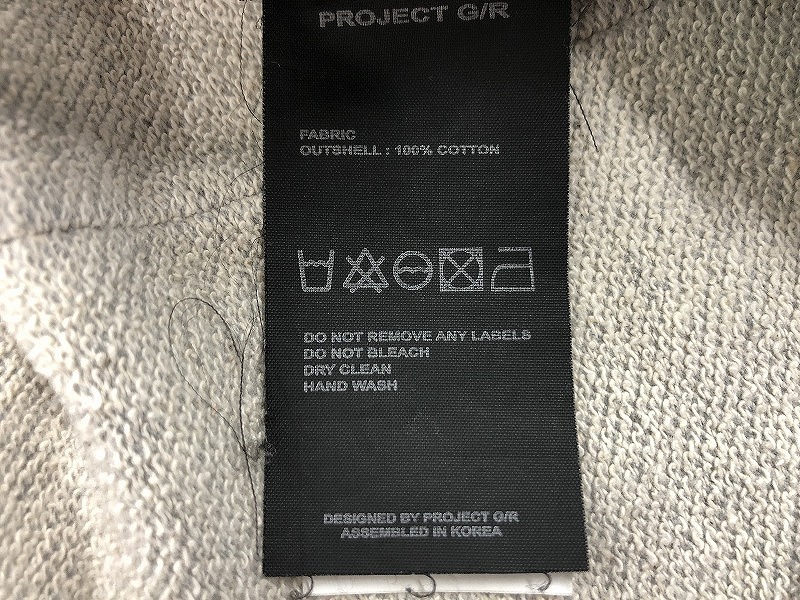 PROJECT G/R
FABRIC
OUTSHELL : 100% COTTON
DO NOT REMOVE ANY LABELS
DO NOT BLEACH
DRY CLEAN
HAND WASH
DESIGNED BY PROJECT G/R
ASSEMBLED IN KOREA